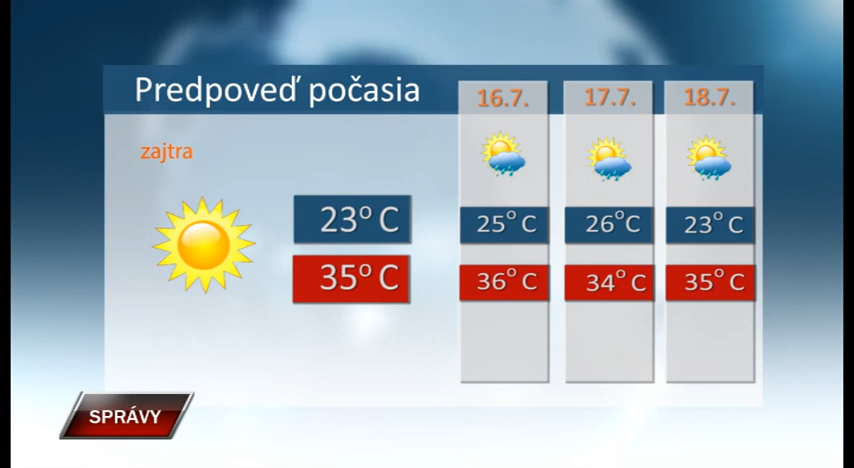 Predpoveď počasia
16.7. 17.7. 18.7.
zajtra
23° C
35° C
25° C 26°C 23° C
36° C 34° C 35° C
SPRÁVY